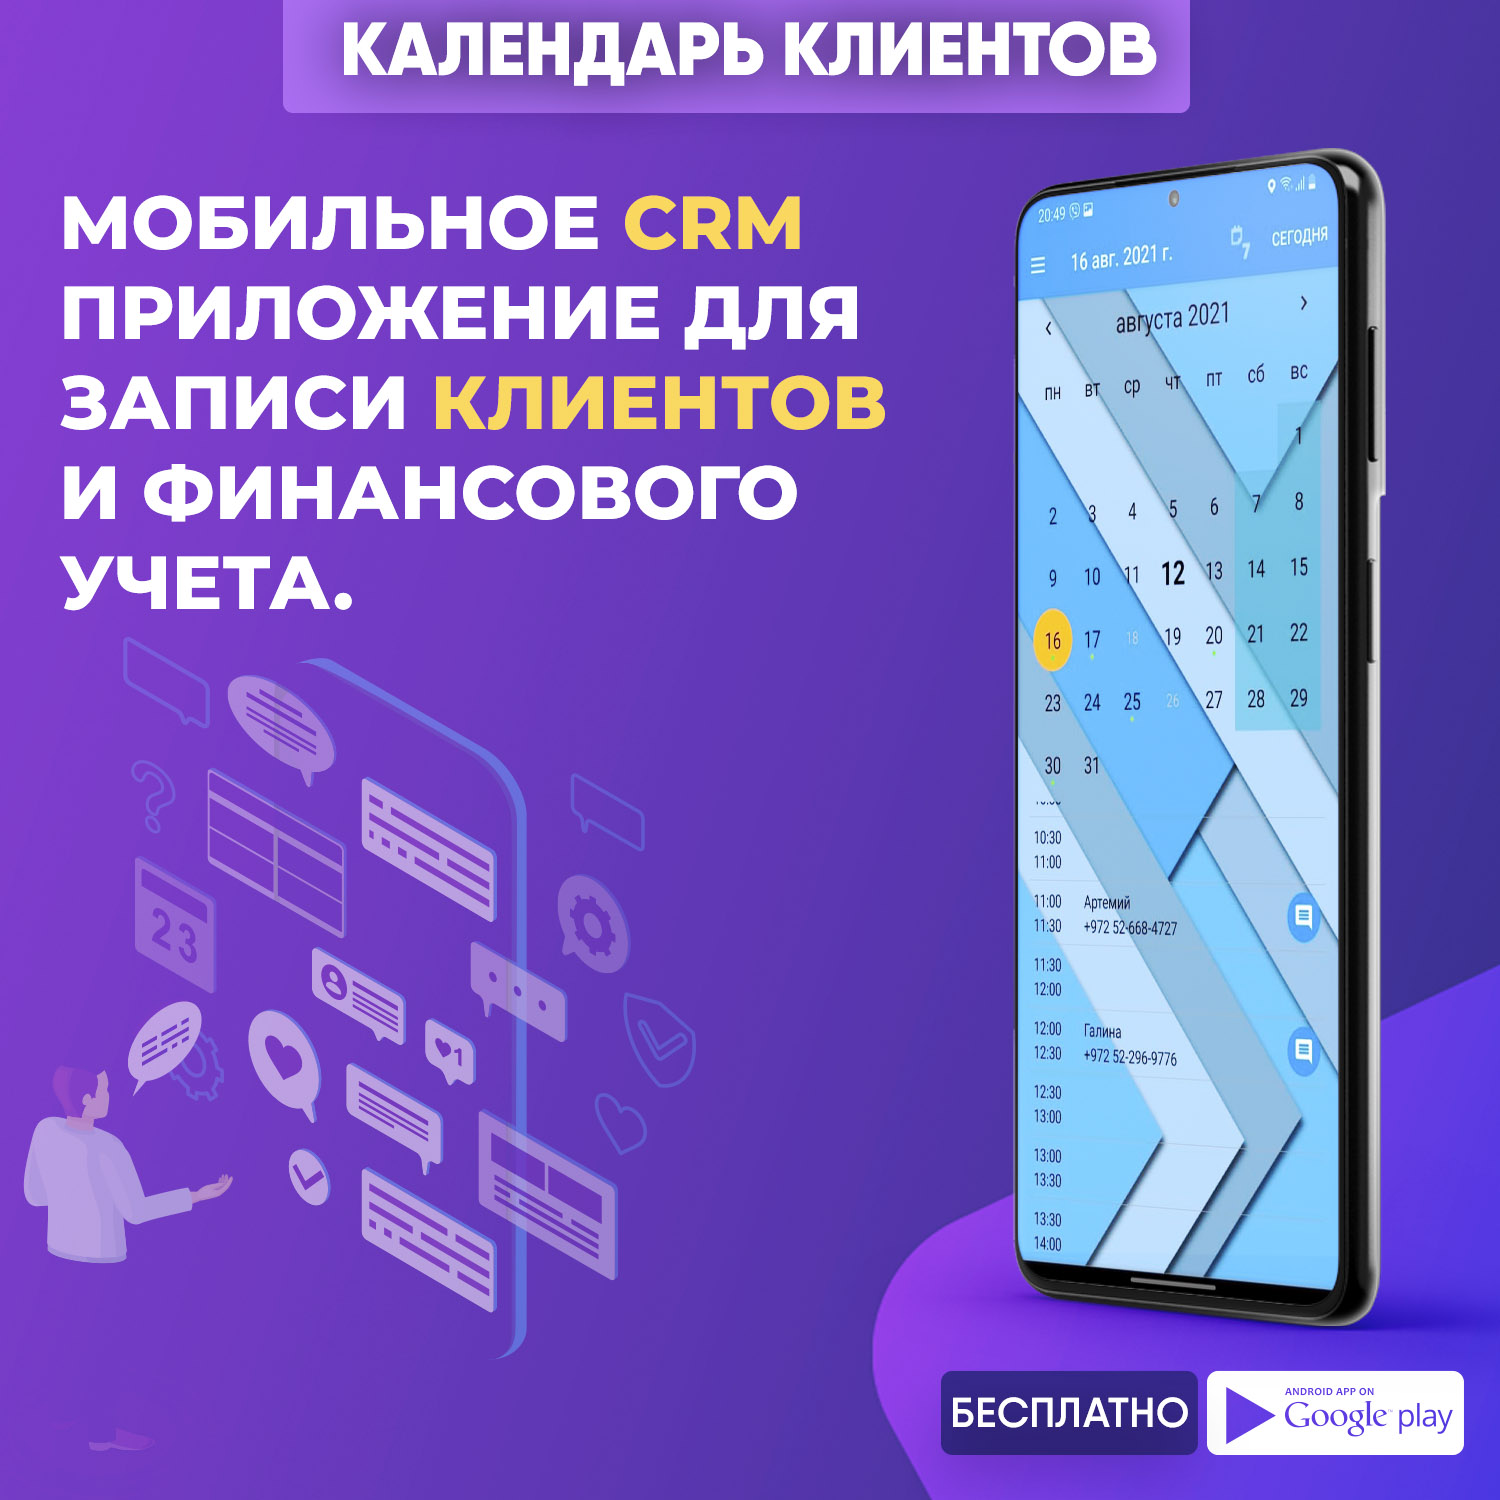 КАЛЕНДАРЬ КЛИЕНТОВ
МОБИЛЬНОЕ CRM
ПРИЛОЖЕНИЕ ДЛЯ
ЗАПИСИ КЛИЕНТОВ
И ФИНАНСОВОГО
УЧЕТА.
20:49
16 авг. 2021 г.
7
СЕГОДНЯ
августа 2021
пн вт ср чт пт сб вс
1
2 3 4 5 6 7 8
9 10 11 12 13 14 15
16 17 18 19 20 21 22
23 24 25 26 27 28 29
30 31
10:30
11:00
11:00 Артемий
11:30 +972 52-668-4727
11:30
12:00
12:00 Галина
12:30 +972 52-296-9776
12:30
13:00
13:00
13:30
13:30
14:00
23
1
БЕСПЛАТНО
ANDROID APP ON
Google play